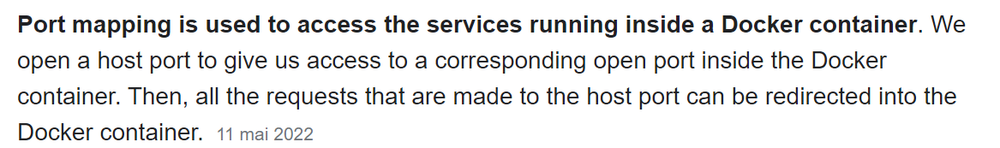 Port mapping is used to access the services running inside a Docker container. We
open a host port to give us access to a corresponding open port inside the Docker
container. Then, all the requests that are made to the host port can be redirected into the
Docker container. 11 mai 2022